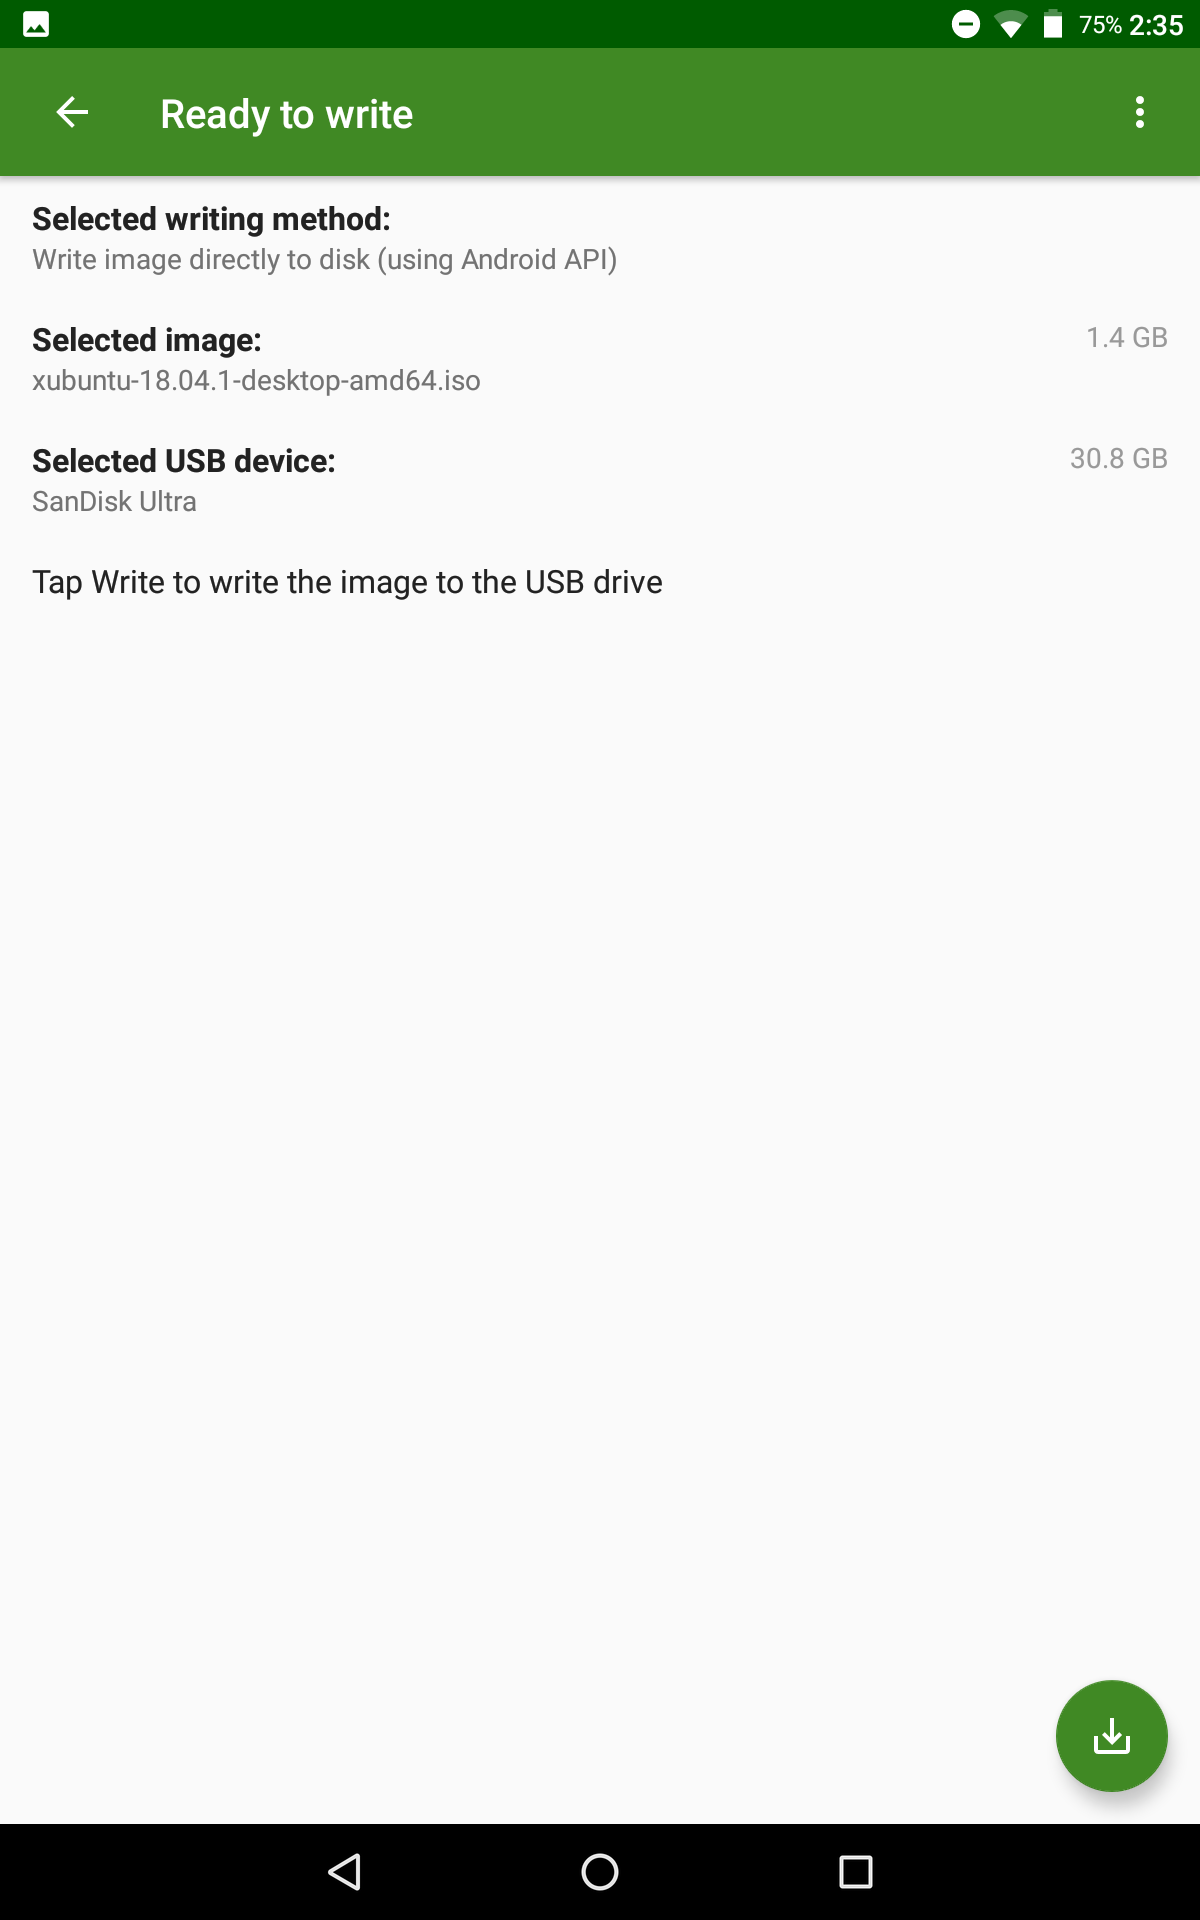 75% 2:35
Ready to write
Selected writing method:
Write image directly to disk (using Android API)
Selected image:
1.4 GB
xubuntu-18.04.1-desktop-amd64.iso
Selected USB device:
30.8 GB
SanDisk Ultra
Tap Write to write the image to the USB drive